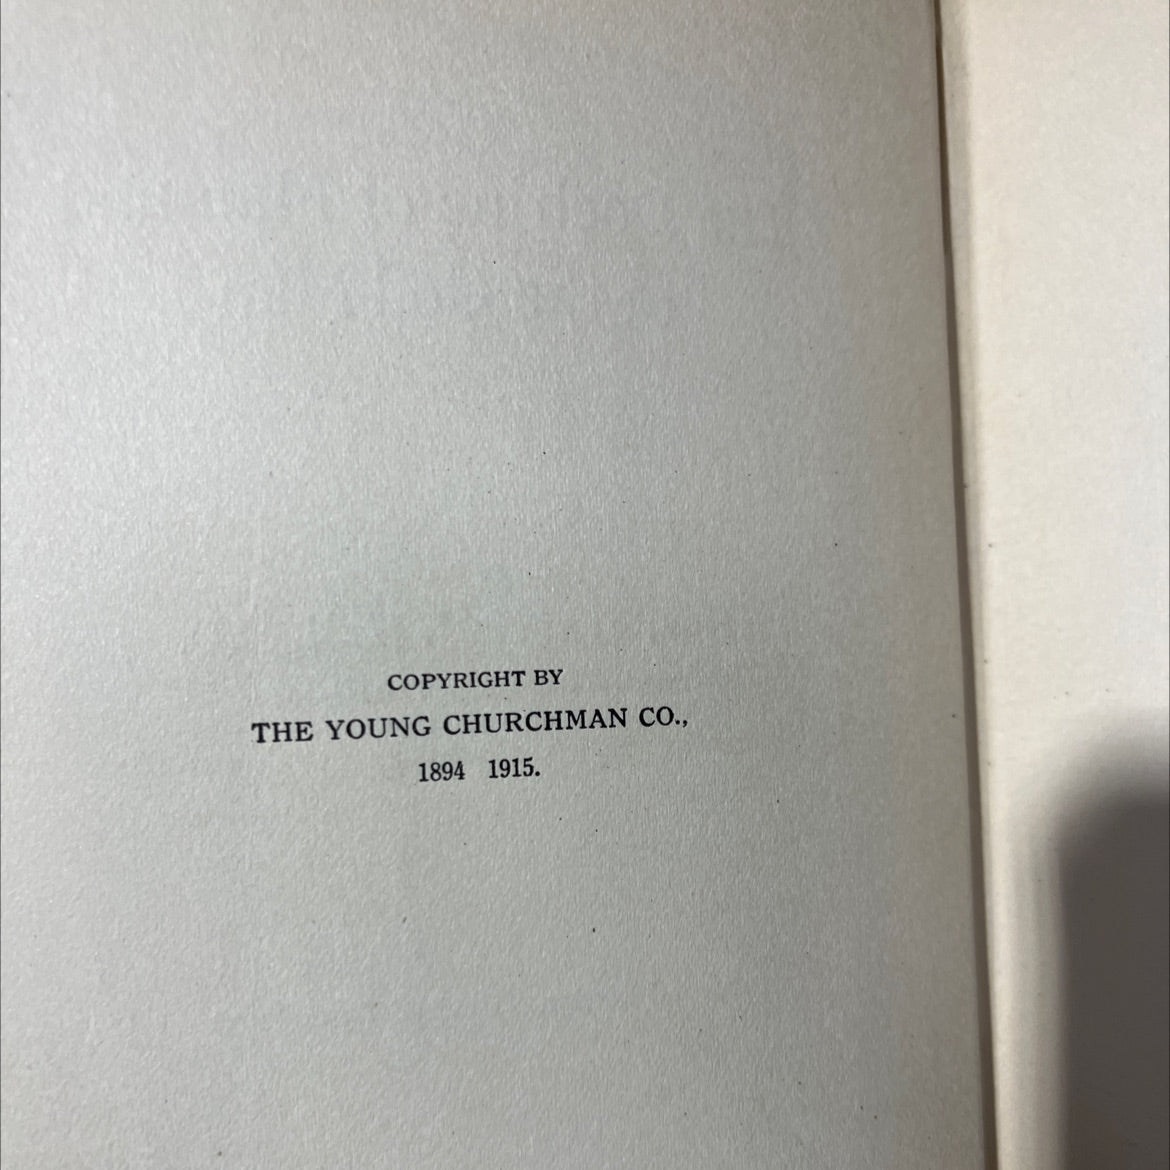 COPYRIGHT BY
THE YOUNG CHURCHMAN CO.,
1894 1915.